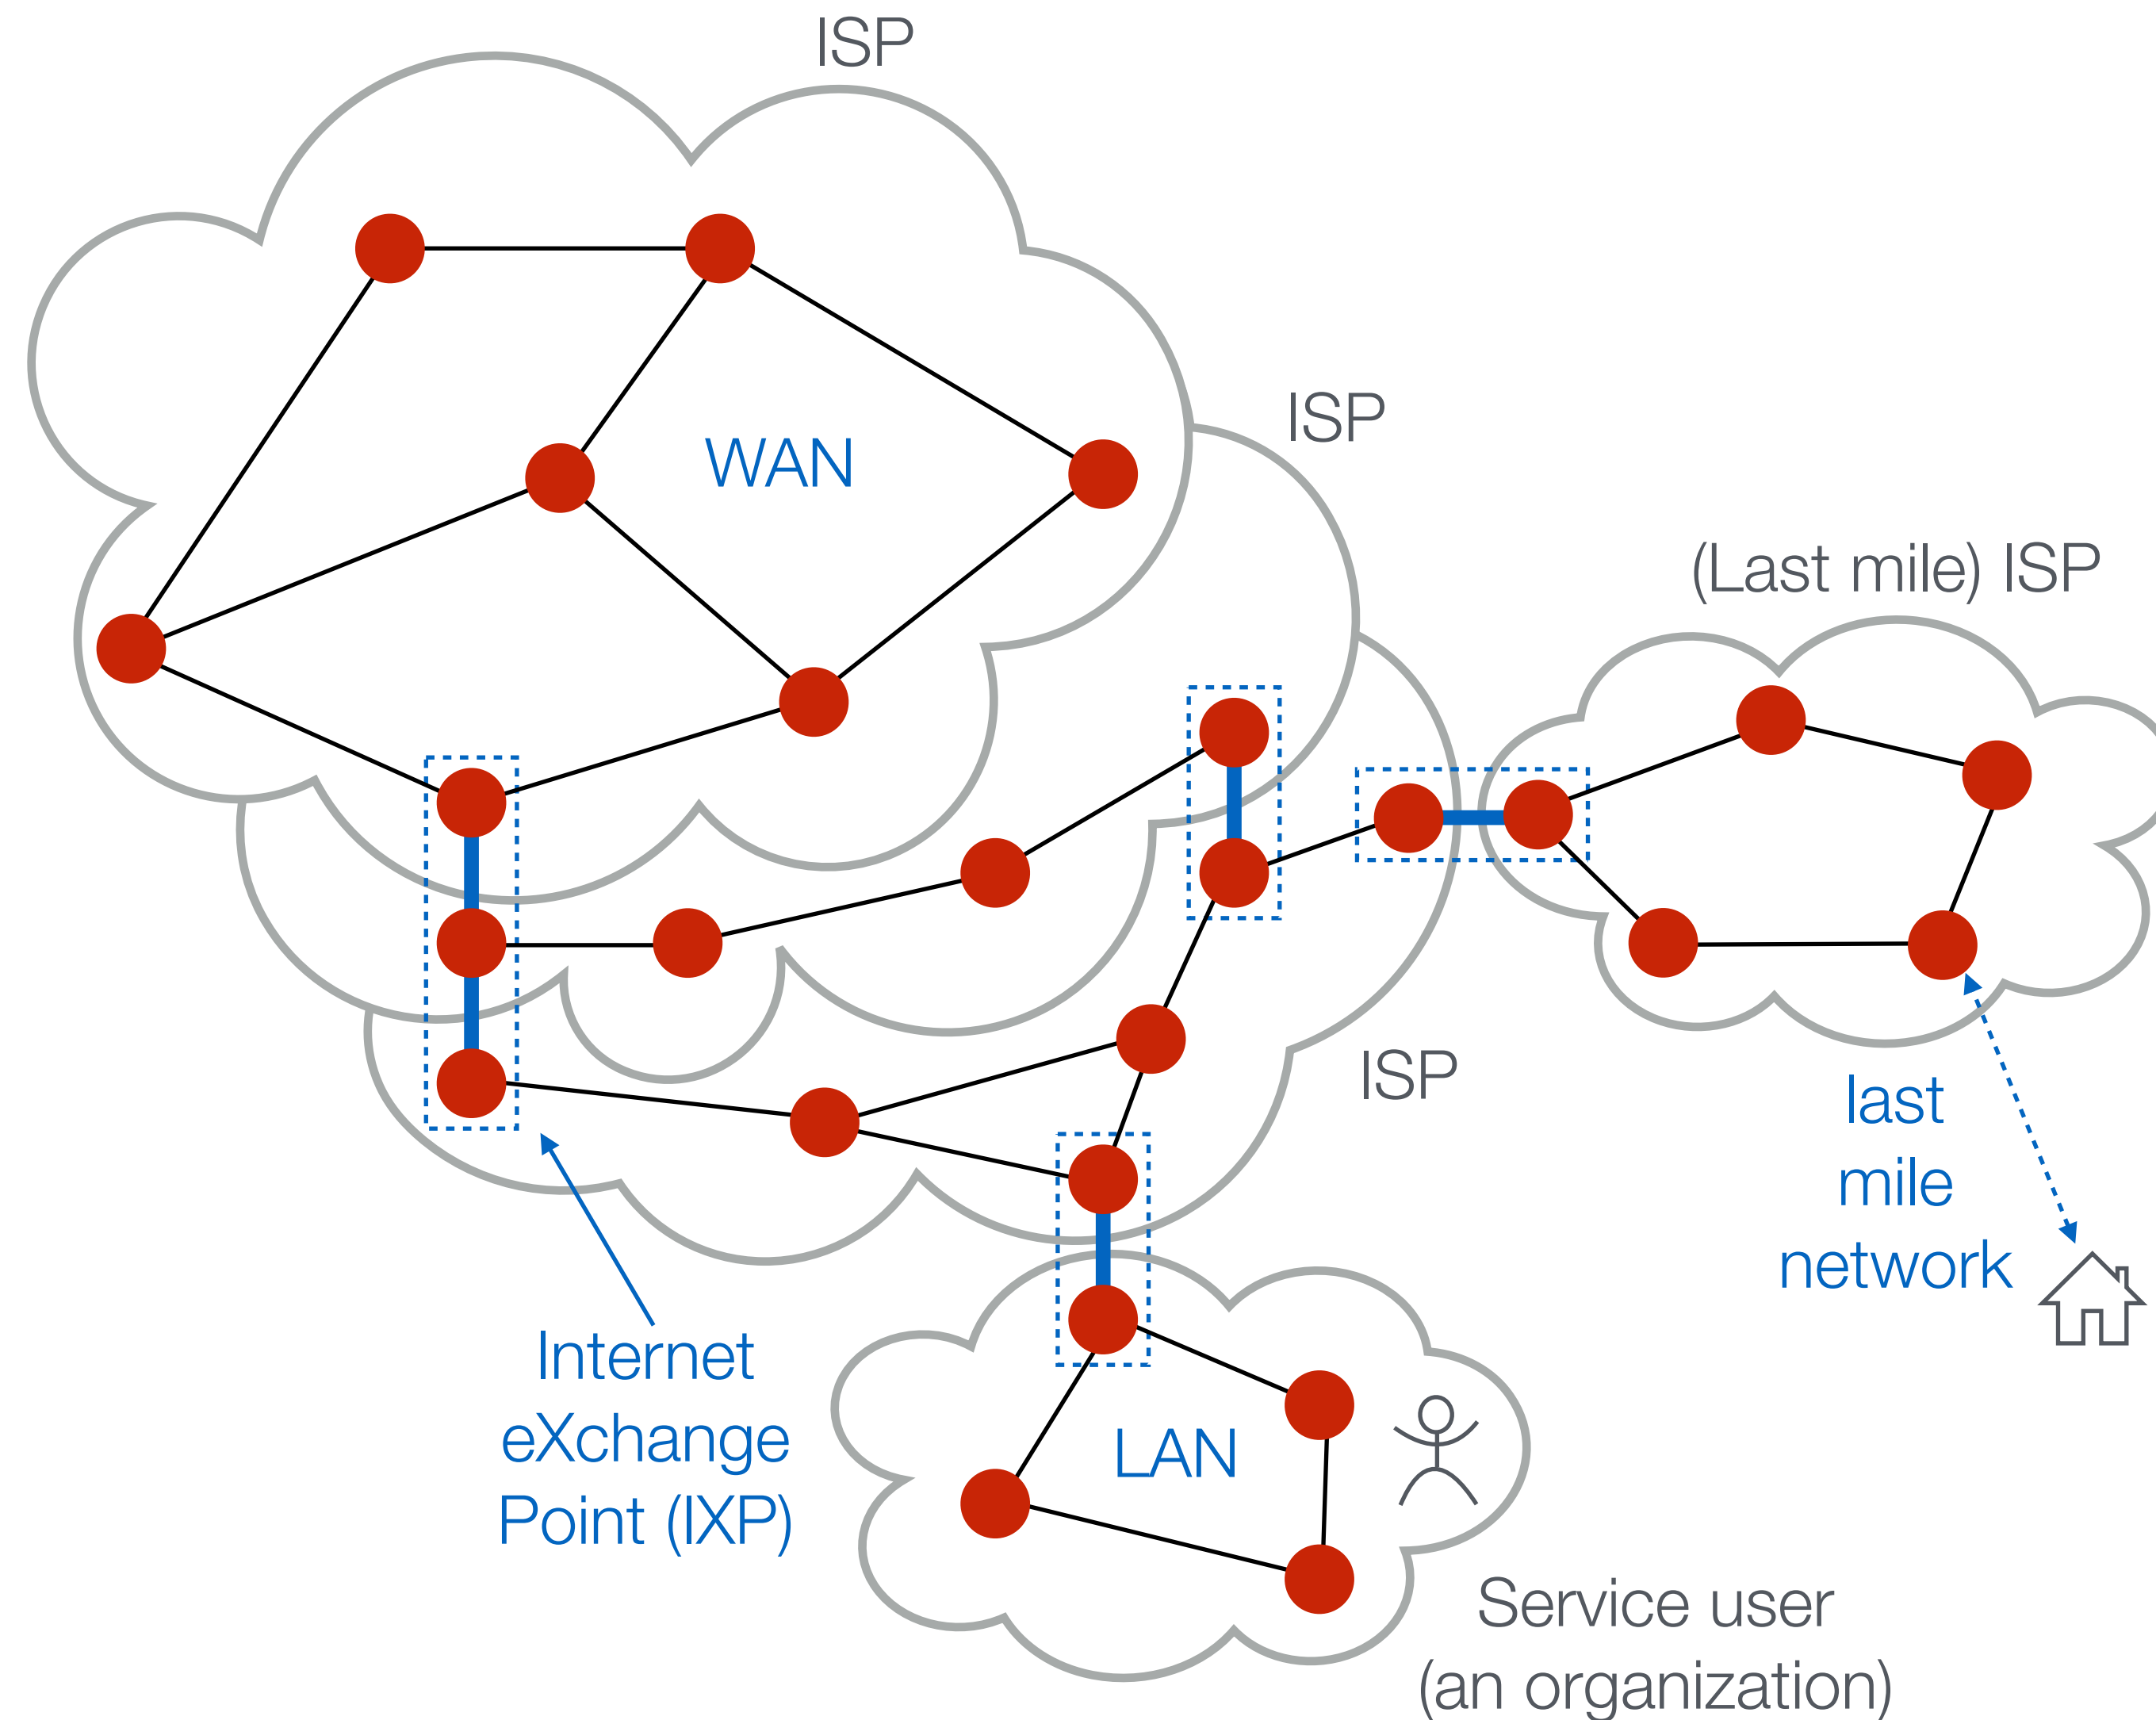 ISP
ISP
WAN
(Last mile) ISP
ISP
last
mile
network
Internet
eXchange
Point (IXP)
LAN
Service user
(an organization)